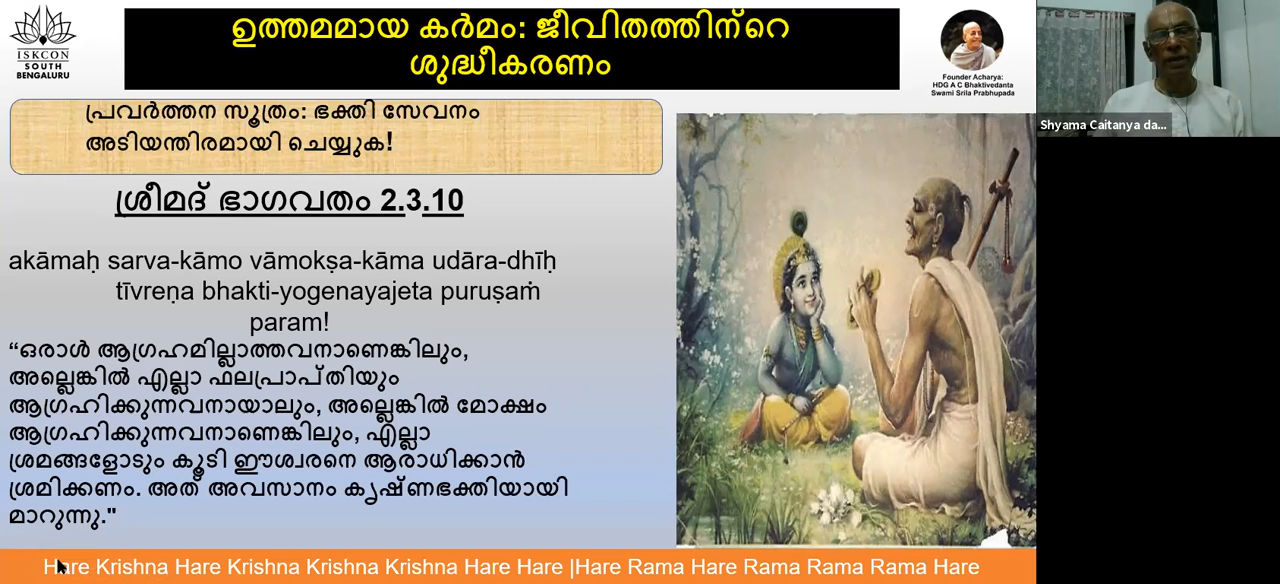 ISKCON
SOUTH
BENGALURU
ഉത്തമമായ കർമം: ജീവിതത്തിന്റെ
ശുദ്ധീകരണം
Founder Acharya:
HDG A C Bhaktivedanta
Swami Srila Prabhupada
Shyama Caitanya da...
പ്രവർത്തന സൂത്രം: ഭക്തി സേവനം
അടിയന്തിരമായി ചെയ്യുക!
ശ്രീമദ് ഭാഗവതം 2.3.10
akāmaḥ sarva-kāmo vāmokṣa-kāma udāra-dhīḥ
tīvreṇa bhakti-yogenayajeta puruṣaṁ
param!
“ഒരാൾ ആഗ്രഹമില്ലാത്തവനാണെങ്കിലും,
അല്ലെങ്കിൽ എല്ലാ ഫലപ്രാപ്തിയും
ആഗ്രഹിക്കുന്നവനായാലും, അല്ലെങ്കിൽ മോക്ഷം
ആഗ്രഹിക്കുന്നവനാണെങ്കിലും, എല്ലാ
ശ്രമങ്ങളോടും കൂടി ഈശ്വരനെ ആരാധിക്കാൻ
ശ്രമിക്കണം. അത് അവസാനം കൃഷ്ണഭക്തിയായി
മാറുന്നു."
Hare Krishna Hare Krishna Krishna Krishna Hare Hare |Hare Rama Hare Rama Rama Rama Hare